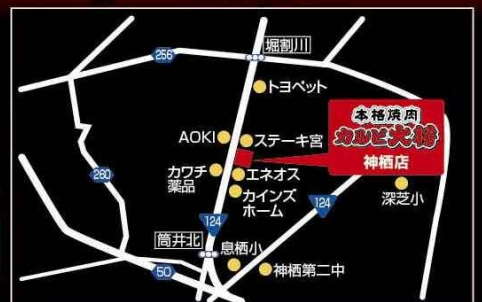 堀割川
256
トヨペット
本格焼肉
カルビ大将
神栖店
AOKI
ステーキ宮
カワチ
薬品
エネオス
260
カインズ
ホーム
深芝小
124
124
筒井北
息栖小
50
神栖第二中